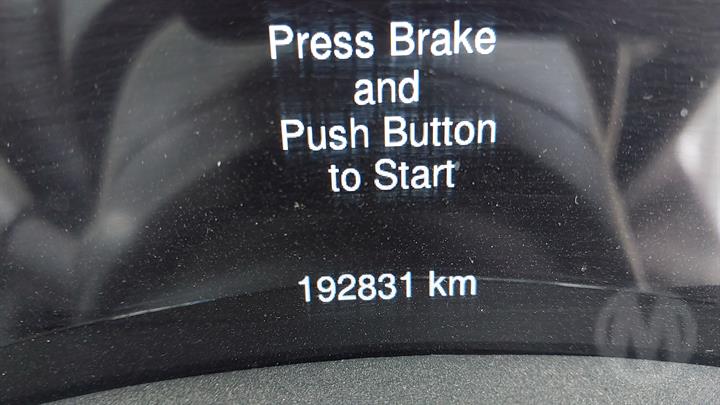 Press Brake
and
Push Button
to Start
192831 km
M